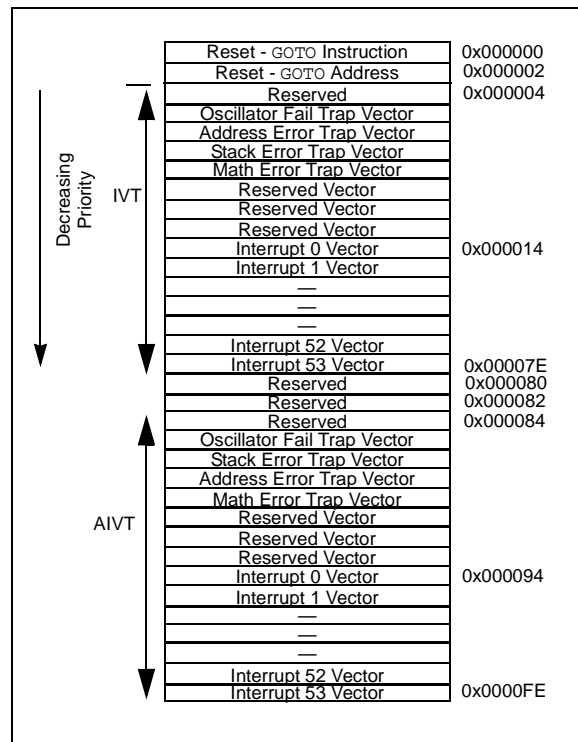 Reset - GOTO Instruction 0x000000
Reset - GOTO Address 0x000002
Reserved 0x000004
Oscillator Fail Trap Vector
Address Error Trap Vector
Stack Error Trap Vector
Math Error Trap Vector
Reserved Vector
Reserved Vector
Reserved Vector
Interrupt 0 Vector 0x000014
Interrupt 1 Vector
—
—
—
Interrupt 52 Vector
Interrupt 53 Vector 0x00007E
Reserved 0x000080
Reserved 0x000082
Reserved 0x000084
Oscillator Fail Trap Vector
Stack Error Trap Vector
Address Error Trap Vector
Math Error Trap Vector
Reserved Vector
Reserved Vector
Reserved Vector
Interrupt 0 Vector 0x000094
Interrupt 1 Vector
—
—
—
Interrupt 52 Vector
Interrupt 53 Vector 0x0000FE
Decreasing
Priority
IVT
AIVT